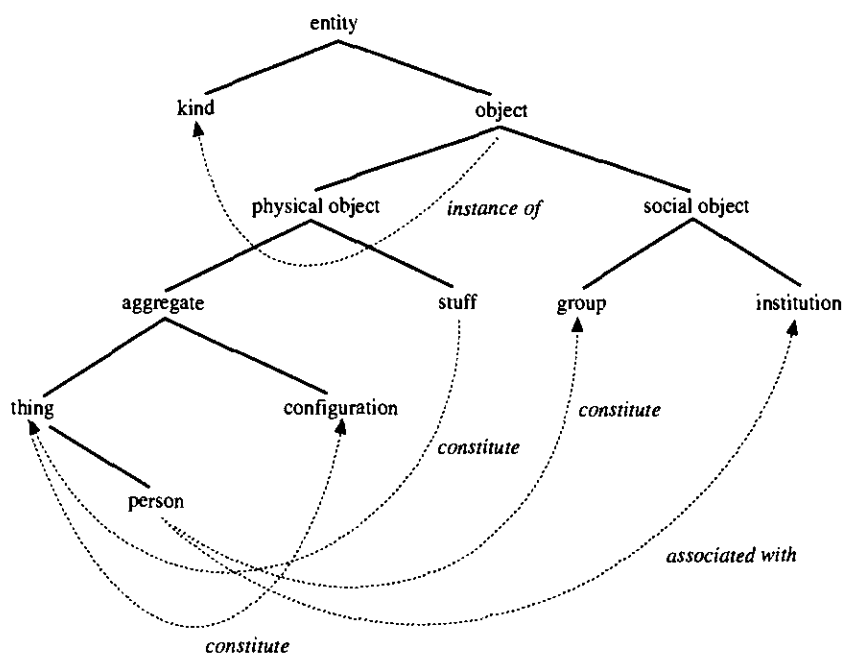 entity
kind
object
physical object
instance of
social object
aggregate
stuff
group
institution
thing
configuration
constitute
constitute
person
associated with
constitute